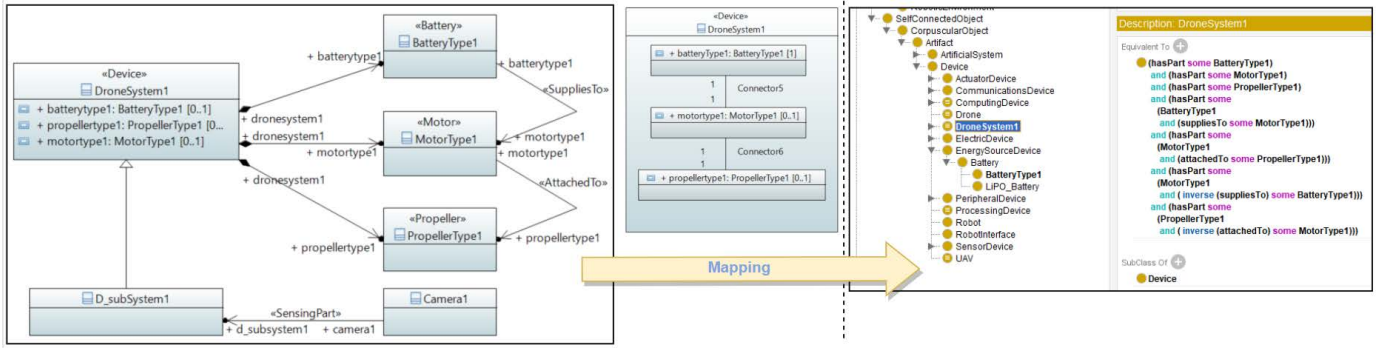 «Battery»
BatteryType1
+ batterytype1
+ batterytype1
«Device»
DroneSystem1
+ batterytype1: BatteryType1 [0..1]
+ propellertype1: PropellerType1 [0...
+ motortype1: MotorType1 [0..1]
+ dronesystem1
+ dronesystem1
+ dronesystem1
«SuppliesTo»
«Motor»
MotorType1
+ motortype1
+ motortype1
+ motortype1
«AttachedTo»
«Propeller»
PropellerType1
+ propellertype1
+ propellertype1
D_subSystem1
Camera1
«SensingPart»
+ d_subsystem1
+ camera1
«Device»
DroneSystem1
+ batteryType1: BatteryType1 [1]
1
1
Connector5
+ motortype1: MotorType1 [0..1]
1
1
Connector6
+ propellertype1: PropellerType1 [0..1]
Mapping
SelfConnectedObject
CorpuscularObject
Artifact
ArtificialSystem
Device
ActuatorDevice
CommunicationsDevice
ComputingDevice
Drone
DroneSystem1
ElectricDevice
EnergySourceDevice
Battery
BatteryType1
LiPO_Battery
PeripheralDevice
ProcessingDevice
Robot
RobotInterface
SensorDevice
UAV
Description: DroneSystem1
Equivalent To
(hasPart some BatteryType1)
and (hasPart some MotorType1)
and (hasPart some PropellerType1)
and (hasPart some
(BatteryType1
and (suppliesTo some MotorType1)))
and (hasPart some
(MotorType1
and (attachedTo some PropellerType1)))
and (hasPart some
(MotorType1
and ( inverse (suppliesTo) some BatteryType1)))
and (hasPart some
(PropellerType1
and ( inverse (attachedTo) some MotorType1)))
SubClass Of
Device